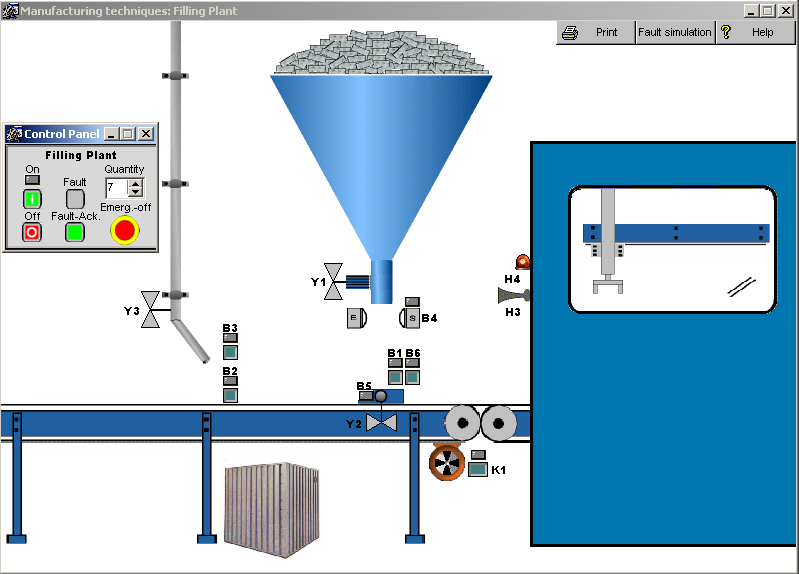 Manufacturing techniques: Filling Plant
Print
Fault simulation
? Help
Control Panel
Filling Plant
On
Fault
Quantity
7
I
Off
Fault-Ack.
Emerg.-off
Y1
H4
H3
Y3
E
S B4
B3
B2
B1 B6
B5
Y2
K1